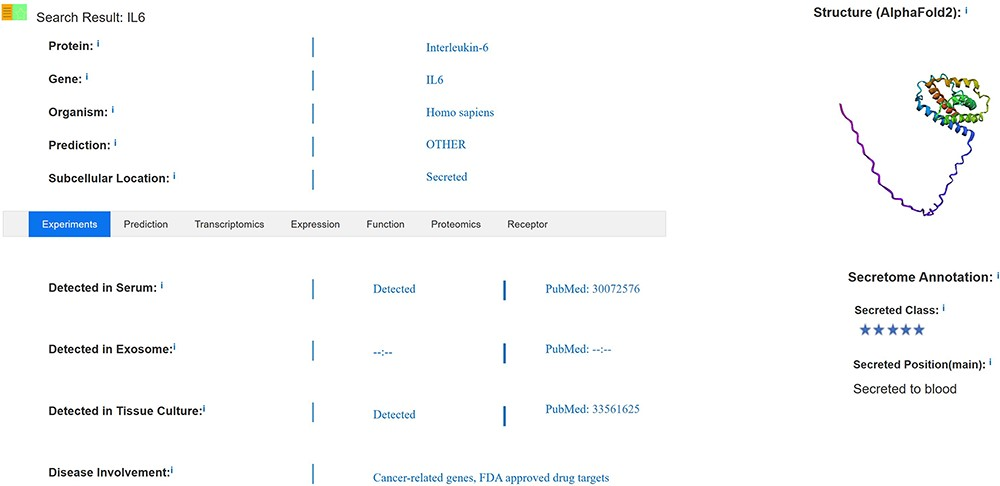 Search Result: IL6
Structure (AlphaFold2): i
Protein: i Interleukin-6
Gene: i IL6
Organism: i Homo sapiens
Prediction: i OTHER
Subcellular Location: i Secreted
Experiments Prediction Transcriptomics Expression Function Proteomics Receptor
Detected in Serum: i Detected PubMed: 30072576
Detected in Exosome:i --:-- PubMed: --:--
Detected in Tissue Culture:i Detected PubMed: 33561625
Disease Involvement:i Cancer-related genes, FDA approved drug targets
Secretome Annotation: i
Secreted Class: i
★★★★★
Secreted Position(main): i
Secreted to blood